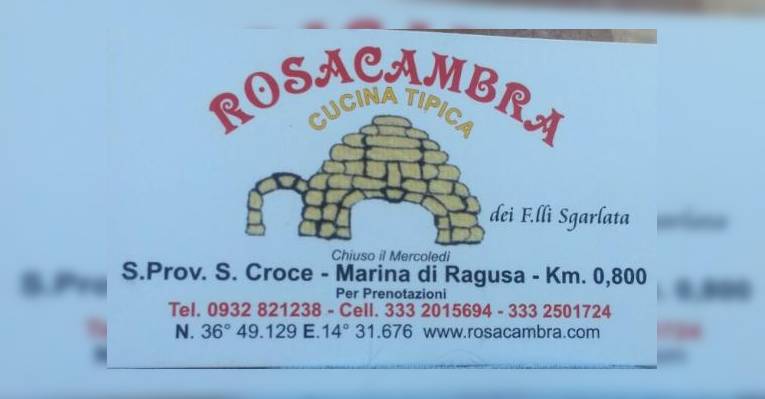 ROSACAMBRA
CUCINA TIPICA
dei F.lli Sgarlata
Chiuso il Mercoledi
S.Prov. S. Croce - Marina di Ragusa - Km. 0,800
Per Prenotazioni
Tel. 0932 821238 - Cell. 333 2015694 - 333 2501724
N. 36° 49.129 E.14° 31.676 www.rosacambra.com